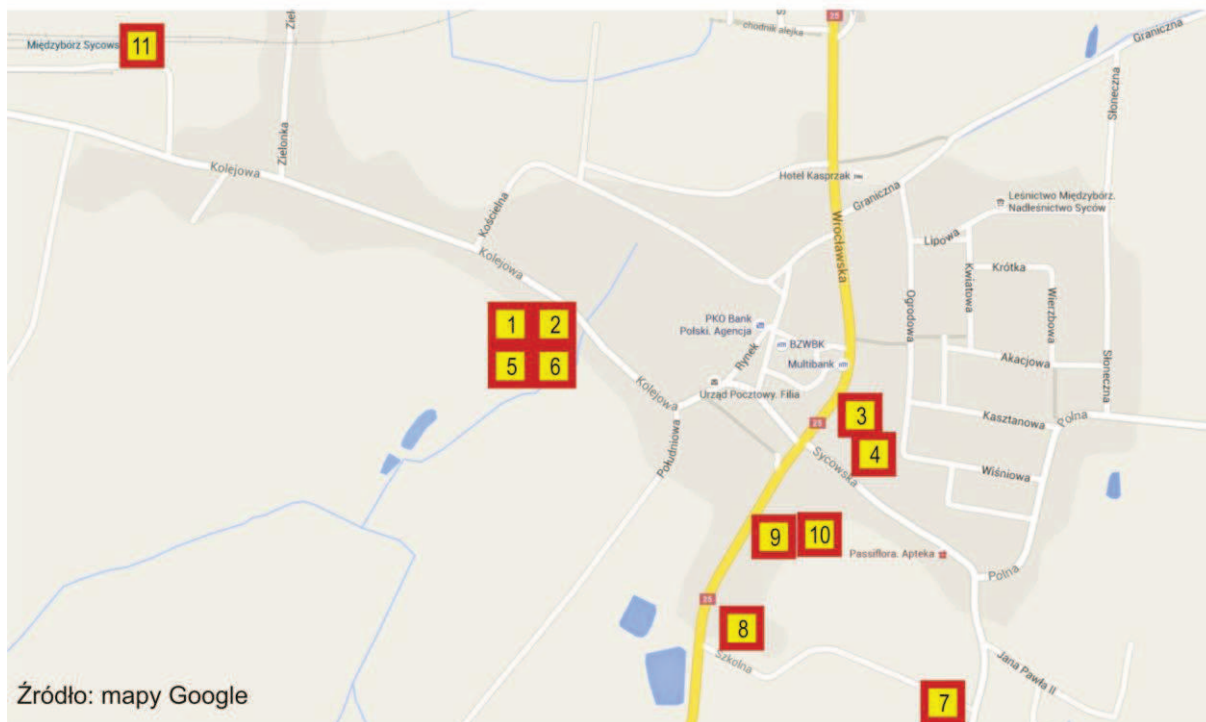 25
S
chodnik alejka
Ziel
Graniczna
Międzybórz Sycows
11
Słoneczna
Zielonka
Kolejowa
Hotel Kasprzak
Leśnictwo Międzybórz.
Nadleśnictwo Syców
Graniczna
Kościelna
Wrocławska
Lipowa
Kolejowa
Kwiatowa
Krótka
Ogrodowa
Wierzbowa
1
2
PKO Bank
Polski. Agencja
BZWBK
Rynek
Multibank
Akacjowa
Słoneczna
5
6
Kolejowa
Urząd Pocztowy. Filia
3
25
Kasztanowa
Polna
4
Sycowska
Południowa
Wiśniowa
9
10
Passiflora. Apteka
Polna
25
8
Szkolna
Jana Pawła II
7
Źródło: mapy Google